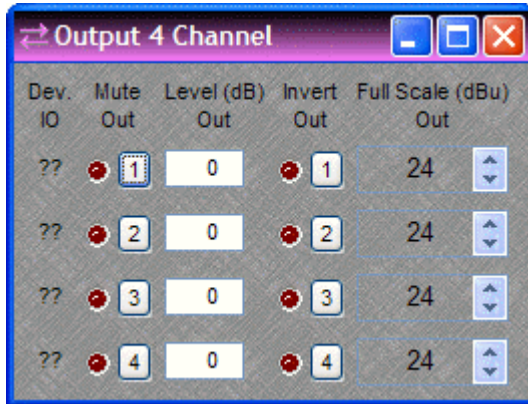 Output 4 Channel
Dev. IO Mute Out Level (dB) Out Invert Out Full Scale (dBu) Out
?? 1 0 1 24
?? 2 0 2 24
?? 3 0 3 24
?? 4 0 4 24